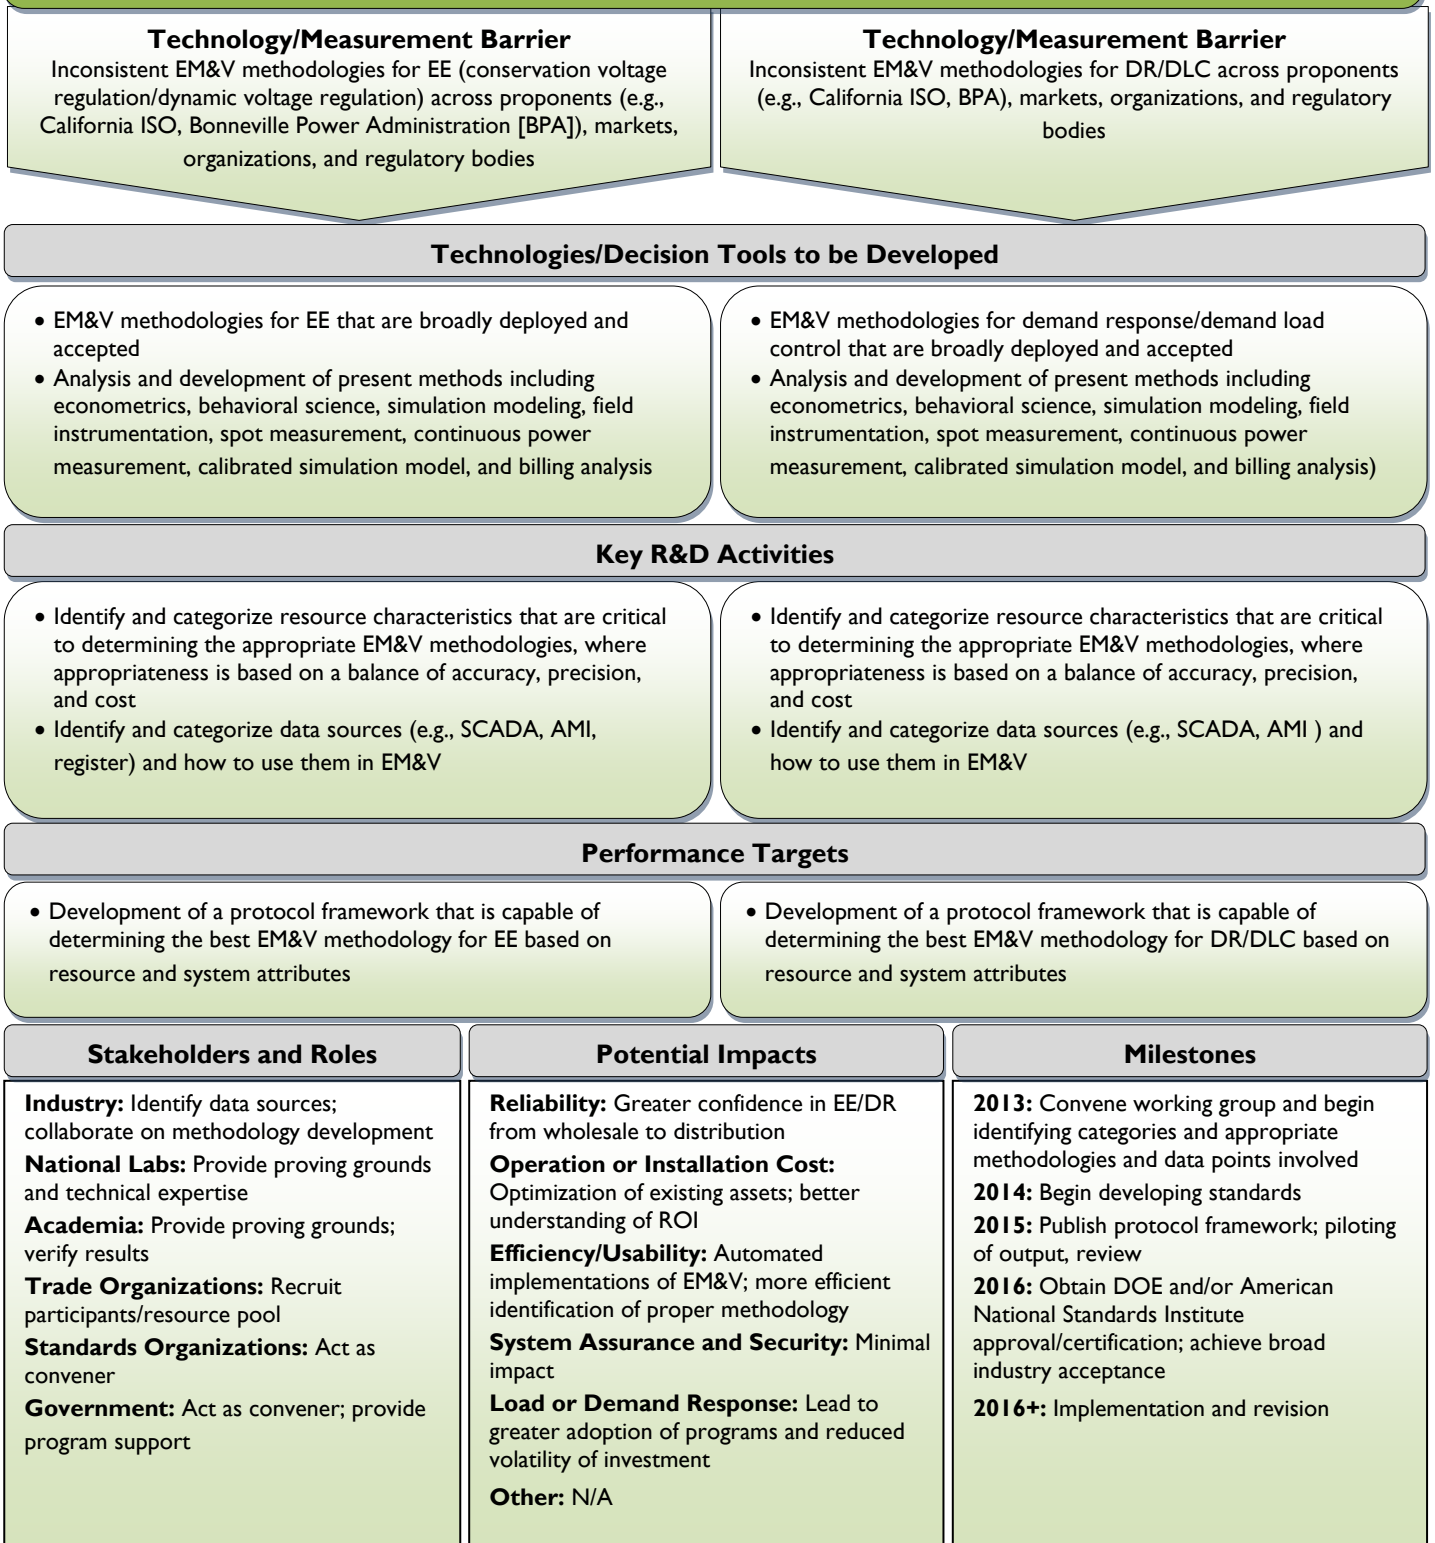 Technology/Measurement Barrier
Inconsistent EM&V methodologies for EE (conservation voltage
regulation/dynamic voltage regulation) across proponents (e.g.,
California ISO, Bonneville Power Administration [BPA]), markets,
organizations, and regulatory bodies
Technology/Measurement Barrier
Inconsistent EM&V methodologies for DR/DLC across proponents
(e.g., California ISO, BPA), markets, organizations, and regulatory
bodies
Technologies/Decision Tools to be Developed
• EM&V methodologies for EE that are broadly deployed and
accepted
• Analysis and development of present methods including
econometrics, behavioral science, simulation modeling, field
instrumentation, spot measurement, continuous power
measurement, calibrated simulation model, and billing analysis
• EM&V methodologies for demand response/demand load
control that are broadly deployed and accepted
• Analysis and development of present methods including
econometrics, behavioral science, simulation modeling, field
instrumentation, spot measurement, continuous power
measurement, calibrated simulation model, and billing analysis)
Key R&D Activities
• Identify and categorize resource characteristics that are critical
to determining the appropriate EM&V methodologies, where
appropriateness is based on a balance of accuracy, precision,
and cost
• Identify and categorize data sources (e.g., SCADA, AMI,
register) and how to use them in EM&V
• Identify and categorize resource characteristics that are critical
to determining the appropriate EM&V methodologies, where
appropriateness is based on a balance of accuracy, precision,
and cost
• Identify and categorize data sources (e.g., SCADA, AMI ) and
how to use them in EM&V
Performance Targets
• Development of a protocol framework that is capable of
determining the best EM&V methodology for EE based on
resource and system attributes
• Development of a protocol framework that is capable of
determining the best EM&V methodology for DR/DLC based on
resource and system attributes
Stakeholders and Roles
Industry: Identify data sources;
collaborate on methodology development
National Labs: Provide proving grounds
and technical expertise
Academia: Provide proving grounds;
verify results
Trade Organizations: Recruit
participants/resource pool
Standards Organizations: Act as
convener
Government: Act as convener; provide
program support
Potential Impacts
Reliability: Greater confidence in EE/DR
from wholesale to distribution
Operation or Installation Cost:
Optimization of existing assets; better
understanding of ROI
Efficiency/Usability: Automated
implementations of EM&V; more efficient
identification of proper methodology
System Assurance and Security: Minimal
impact
Load or Demand Response: Lead to
greater adoption of programs and reduced
volatility of investment
Other: N/A
Milestones
2013: Convene working group and begin
identifying categories and appropriate
methodologies and data points involved
2014: Begin developing standards
2015: Publish protocol framework; piloting
of output, review
2016: Obtain DOE and/or American
National Standards Institute
approval/certification; achieve broad
industry acceptance
2016+: Implementation and revision